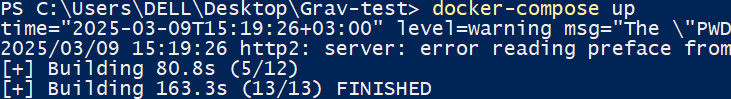 PS C:\Users\DELL\Desktop\Grav-test> docker-compose up
time="2025-03-09T15:19:26+03:00" level=warning msg="The \"PWD
2025/03/09 15:19:26 http2: server: error reading preface from
[+] Building 80.8s (5/12)
[+] Building 163.3s (13/13) FINISHED